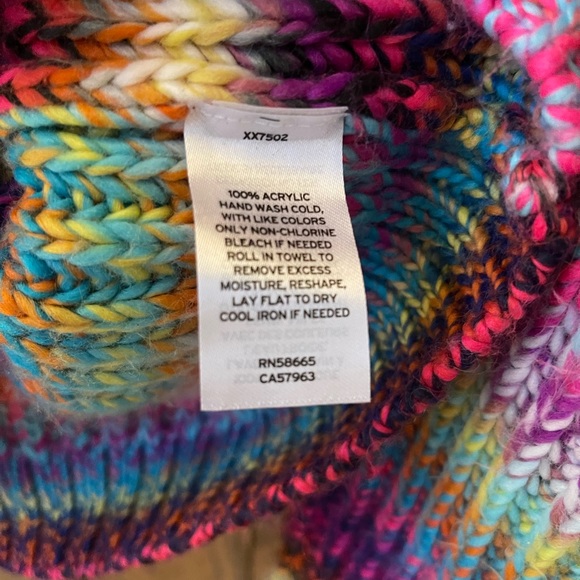 XX7502
100% ACRYLIC
HAND WASH COLD,
WITH LIKE COLORS
ONLY NON-CHLORINE
BLEACH IF NEEDED
ROLL IN TOWEL TO
REMOVE EXCESS
MOISTURE, RESHAPE,
LAY FLAT TO DRY
COOL IRON IF NEEDED
RN58665
CA57963